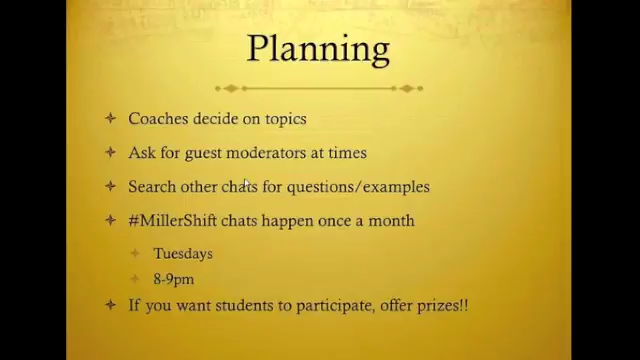 Planning
Coaches decide on topics
Ask for guest moderators at times
Search other chats for questions/examples
#MillerShift chats happen once a month
Tuesdays
8-9pm
If you want students to participate, offer prizes!!